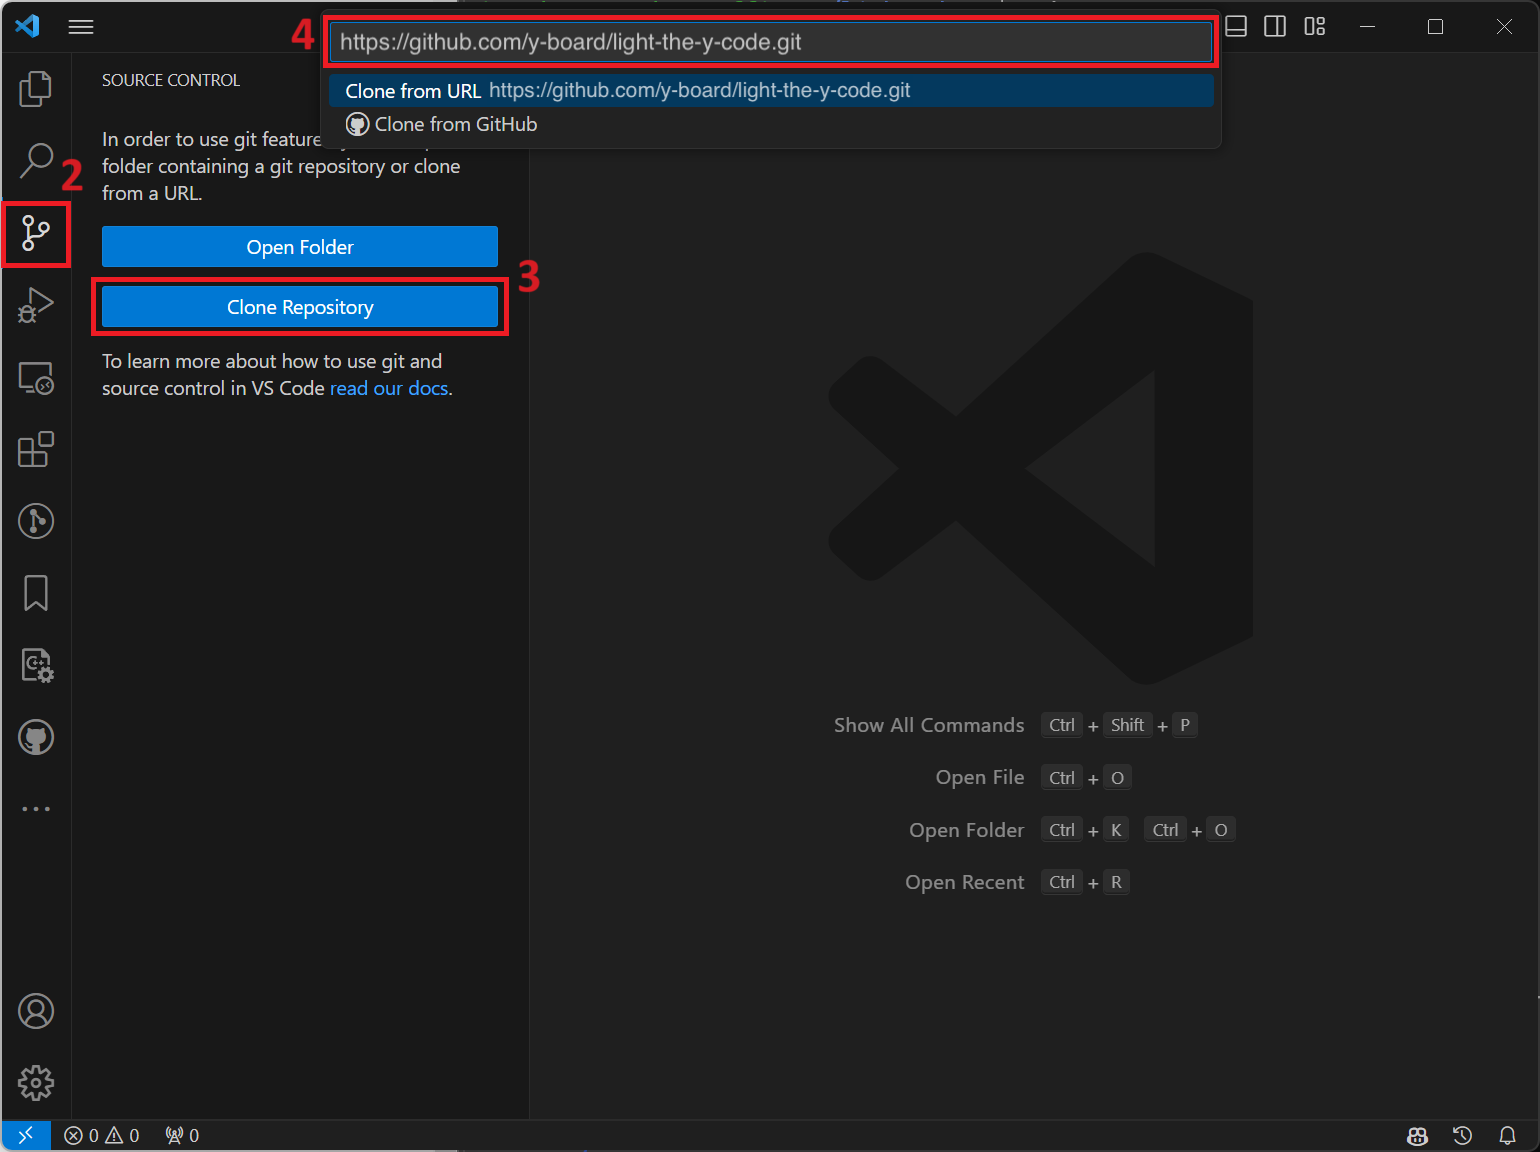 4
https://github.com/y-board/light-the-y-code.git
Clone from URL https://github.com/y-board/light-the-y-code.git
Clone from GitHub
SOURCE CONTROL
In order to use git
folder containing a git repository or clone
from a URL.
2
Open Folder
3
Clone Repository
To learn more about how to use git and
source control in VS Code read our docs.
Show All Commands Ctrl + Shift + P
Open File Ctrl + O
Open Folder Ctrl + K Ctrl + O
Open Recent Ctrl + R
0 0 0